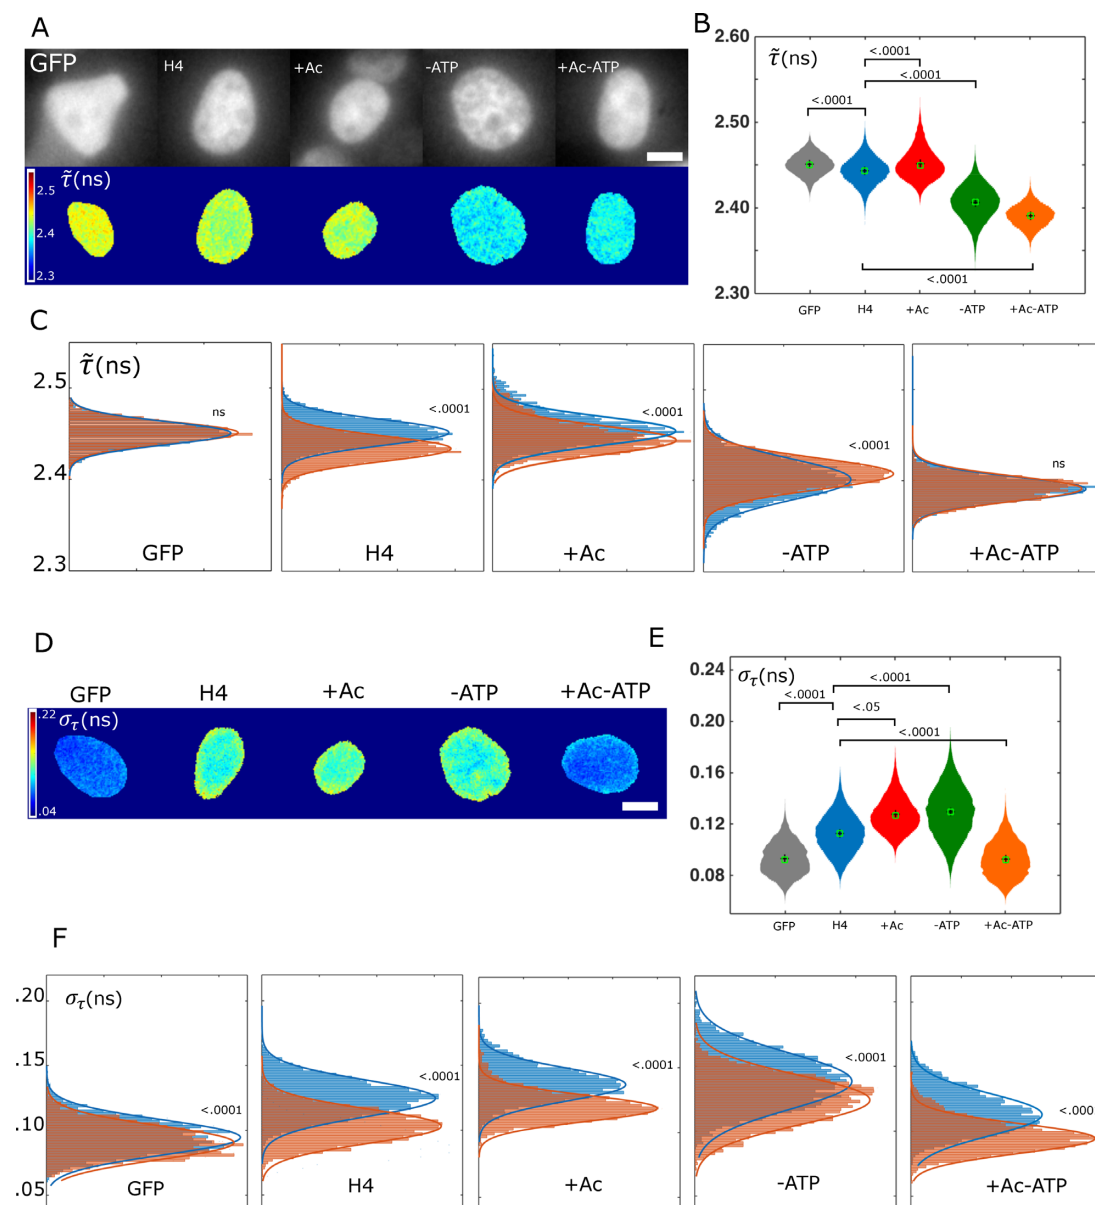 A
GFP
H4
+Ac
-ATP
+Ac-ATP
τ̃(ns)
2.5
2.4
2.3
B
τ̃(ns)
2.60
2.50
2.40
2.30
<.0001
<.0001
<.0001
<.0001
GFP H4 +Ac -ATP +Ac-ATP
C
τ̃(ns)
2.5
2.4
2.3
ns
<.0001
<.0001
<.0001
ns
GFP
H4
+Ac
-ATP
+Ac-ATP
D
GFP H4 +Ac -ATP +Ac-ATP
.22
στ(ns)
.04
E
στ(ns)
0.24
0.20
0.16
0.12
0.08
<.0001
<.0001
<.05
<.0001
GFP H4 +Ac -ATP +Ac-ATP
F
στ(ns)
.20
.15
.10
.05
<.0001
<.0001
<.0001
<.0001
<.000
GFP
H4
+Ac
-ATP
+Ac-ATP